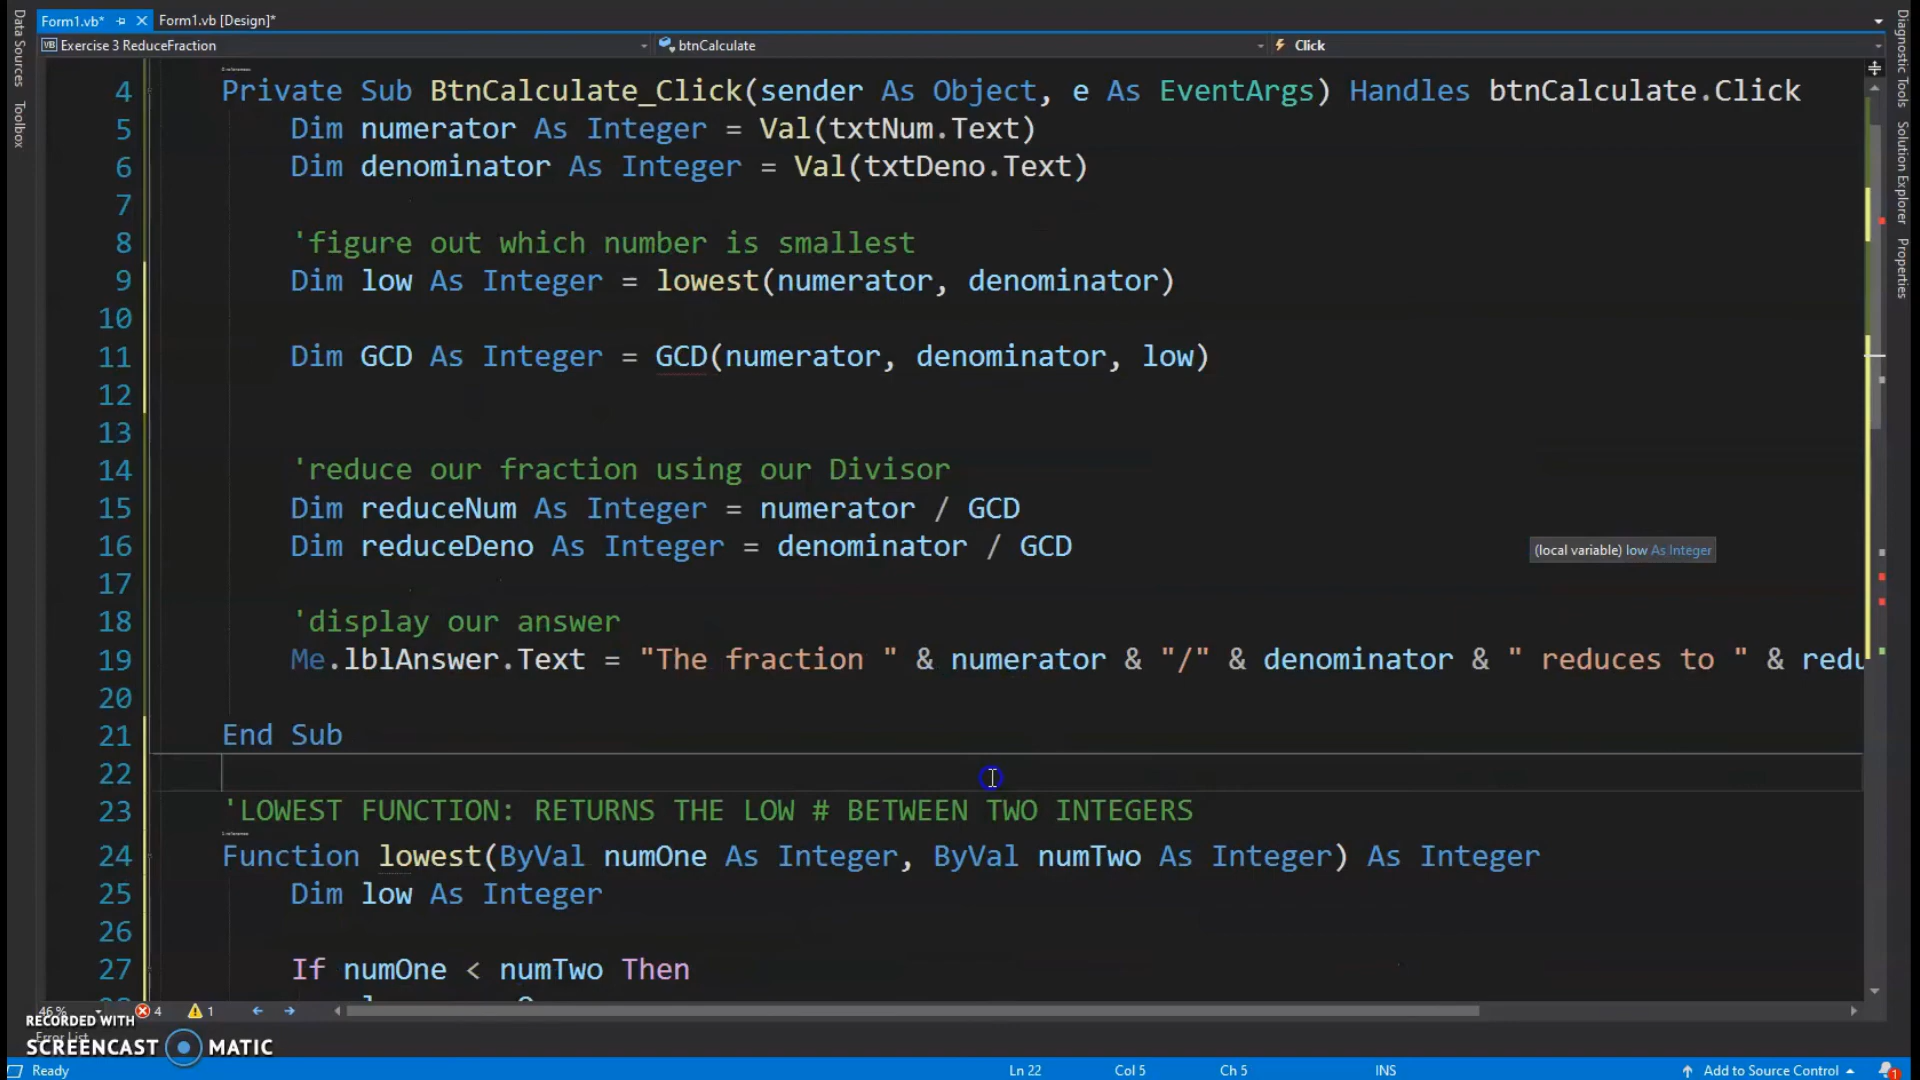 Form1.vb*
Form1.vb [Design]*
Exercise 3 ReduceFraction
btnCalculate
Click
Data Sources
Toolbox
Diagnostic Tools
Solution Explorer
Properties
4 Private Sub BtnCalculate_Click(sender As Object, e As EventArgs) Handles btnCalculate.Click
5 Dim numerator As Integer = Val(txtNum.Text)
6 Dim denominator As Integer = Val(txtDeno.Text)
7
8 'figure out which number is smallest
9 Dim low As Integer = lowest(numerator, denominator)
10
11 Dim GCD As Integer = GCD(numerator, denominator, low)
12
13
14 'reduce our fraction using our Divisor
15 Dim reduceNum As Integer = numerator / GCD
16 Dim reduceDeno As Integer = denominator / GCD
(local variable) low As Integer
17
18 'display our answer
19 Me.lblAnswer.Text = "The fraction " & numerator & "/" & denominator & " reduces to " & redu
20
21 End Sub
22
23 'LOWEST FUNCTION: RETURNS THE LOW # BETWEEN TWO INTEGERS
24 Function lowest(ByVal numOne As Integer, ByVal numTwo As Integer) As Integer
25 Dim low As Integer
26
27 If numOne < numTwo Then
46 %
4
1
RECORDED WITH
Error List
SCREENCAST MATIC
Ready
Ln 22
Col 5
Ch 5
INS
Add to Source Control
1